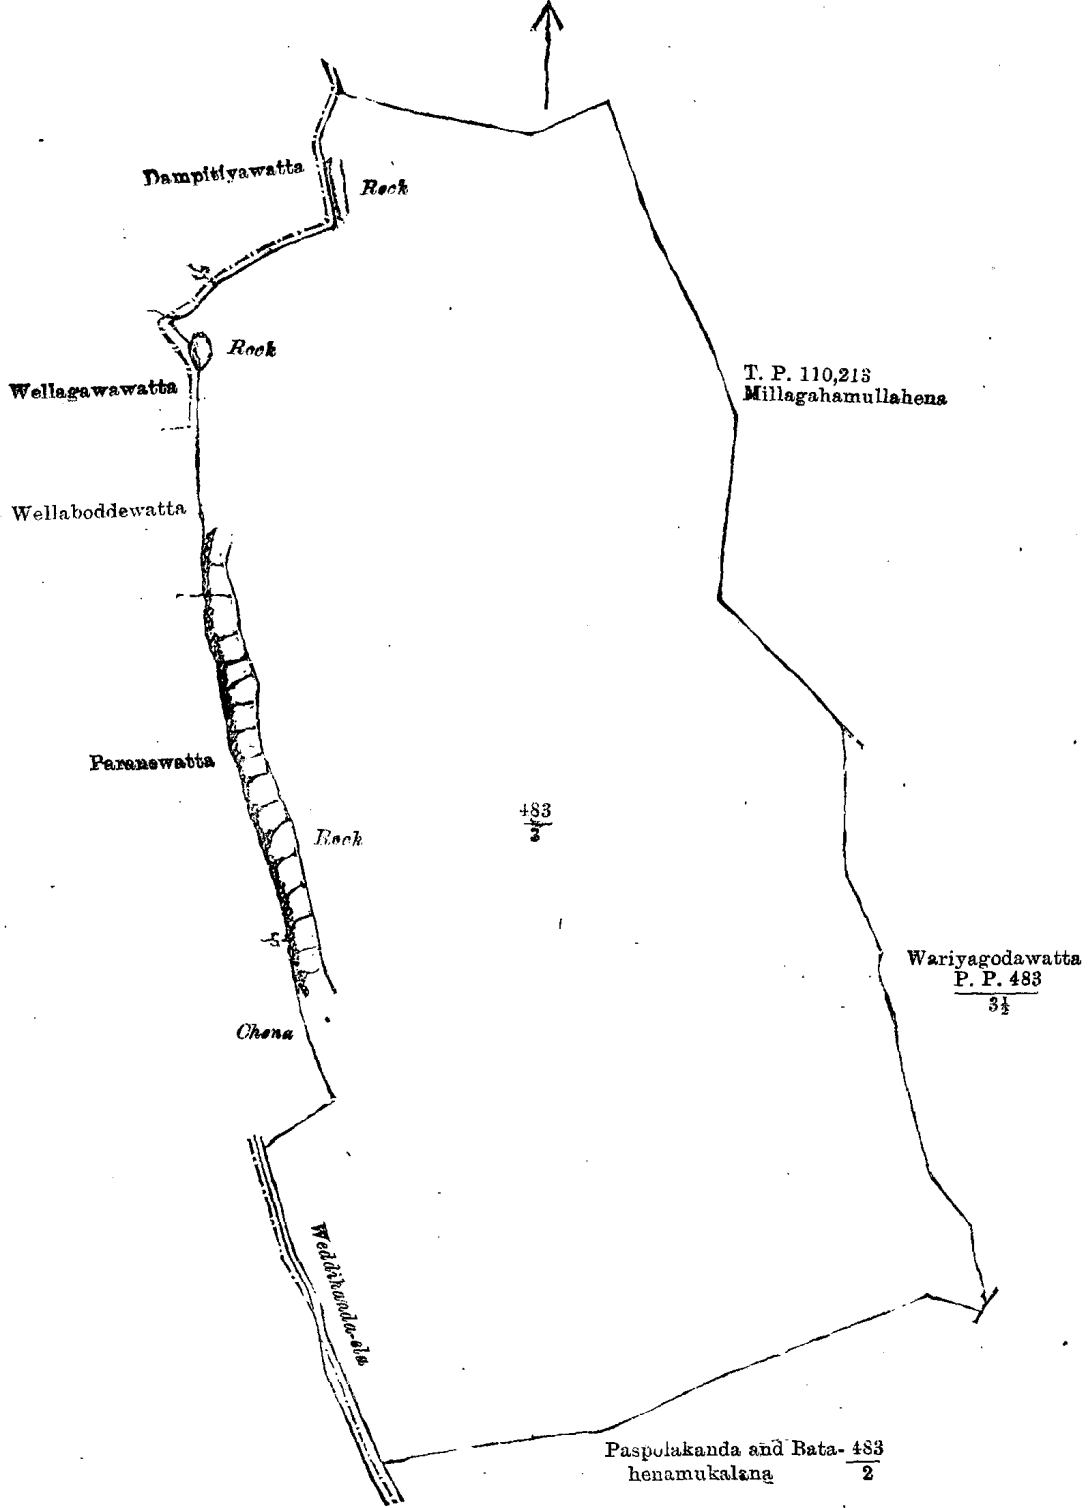 Dampitiyawatta
Rock
Rock
Wellagawawatta
T. P. 110,213
Millagahamullahena
Wellaboddewatta
Paranewatta
483
3
Rock
Wariyagodawatta
P. P. 483
3½
Chena
Weddikanda-ela
Paspolakanda and Bata- 483
henamukalana 2